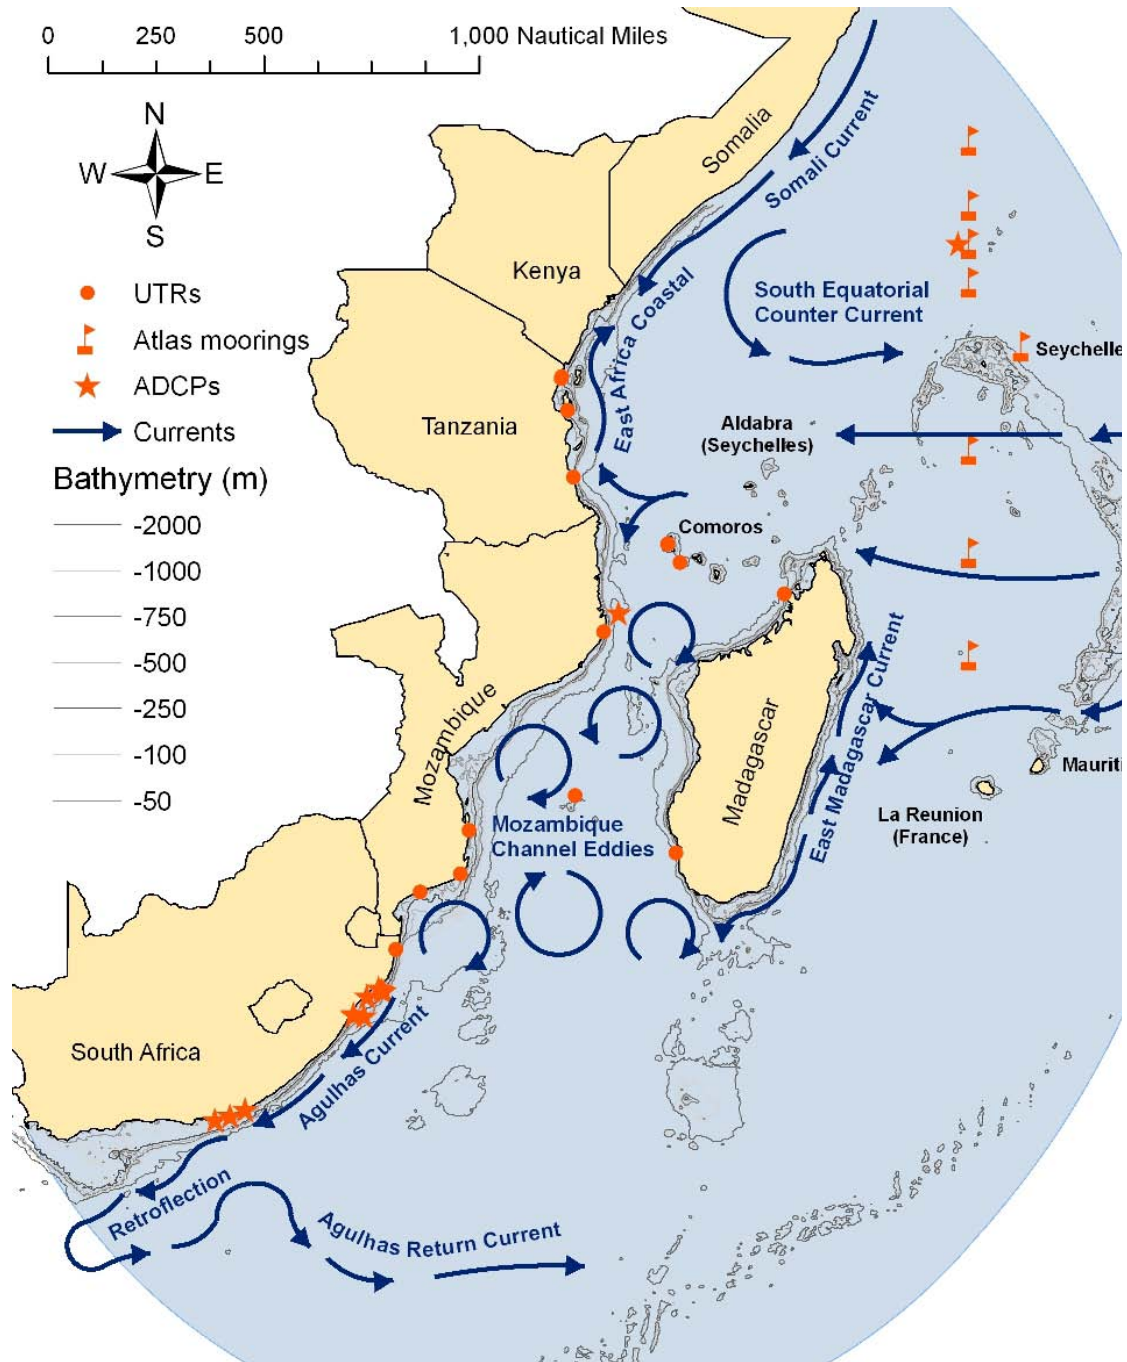 0 250 500 1,000 Nautical Miles
N
W E
S
UTRs
Atlas moorings
ADCPs
Currents
Bathymetry (m)
-2000
-1000
-750
-500
-250
-100
-50
Somalia
Somali Current
Kenya
South Equatorial
Counter Current
East Africa Coastal
Seychelle
Tanzania
Aldabra
(Seychelles)
Comoros
Mozambique
Madagascar
East Madagascar Current
Mauriti
La Reunion
(France)
Mozambique
Channel Eddies
South Africa
Agulhas Current
Retroflection
Agulhas Return Current